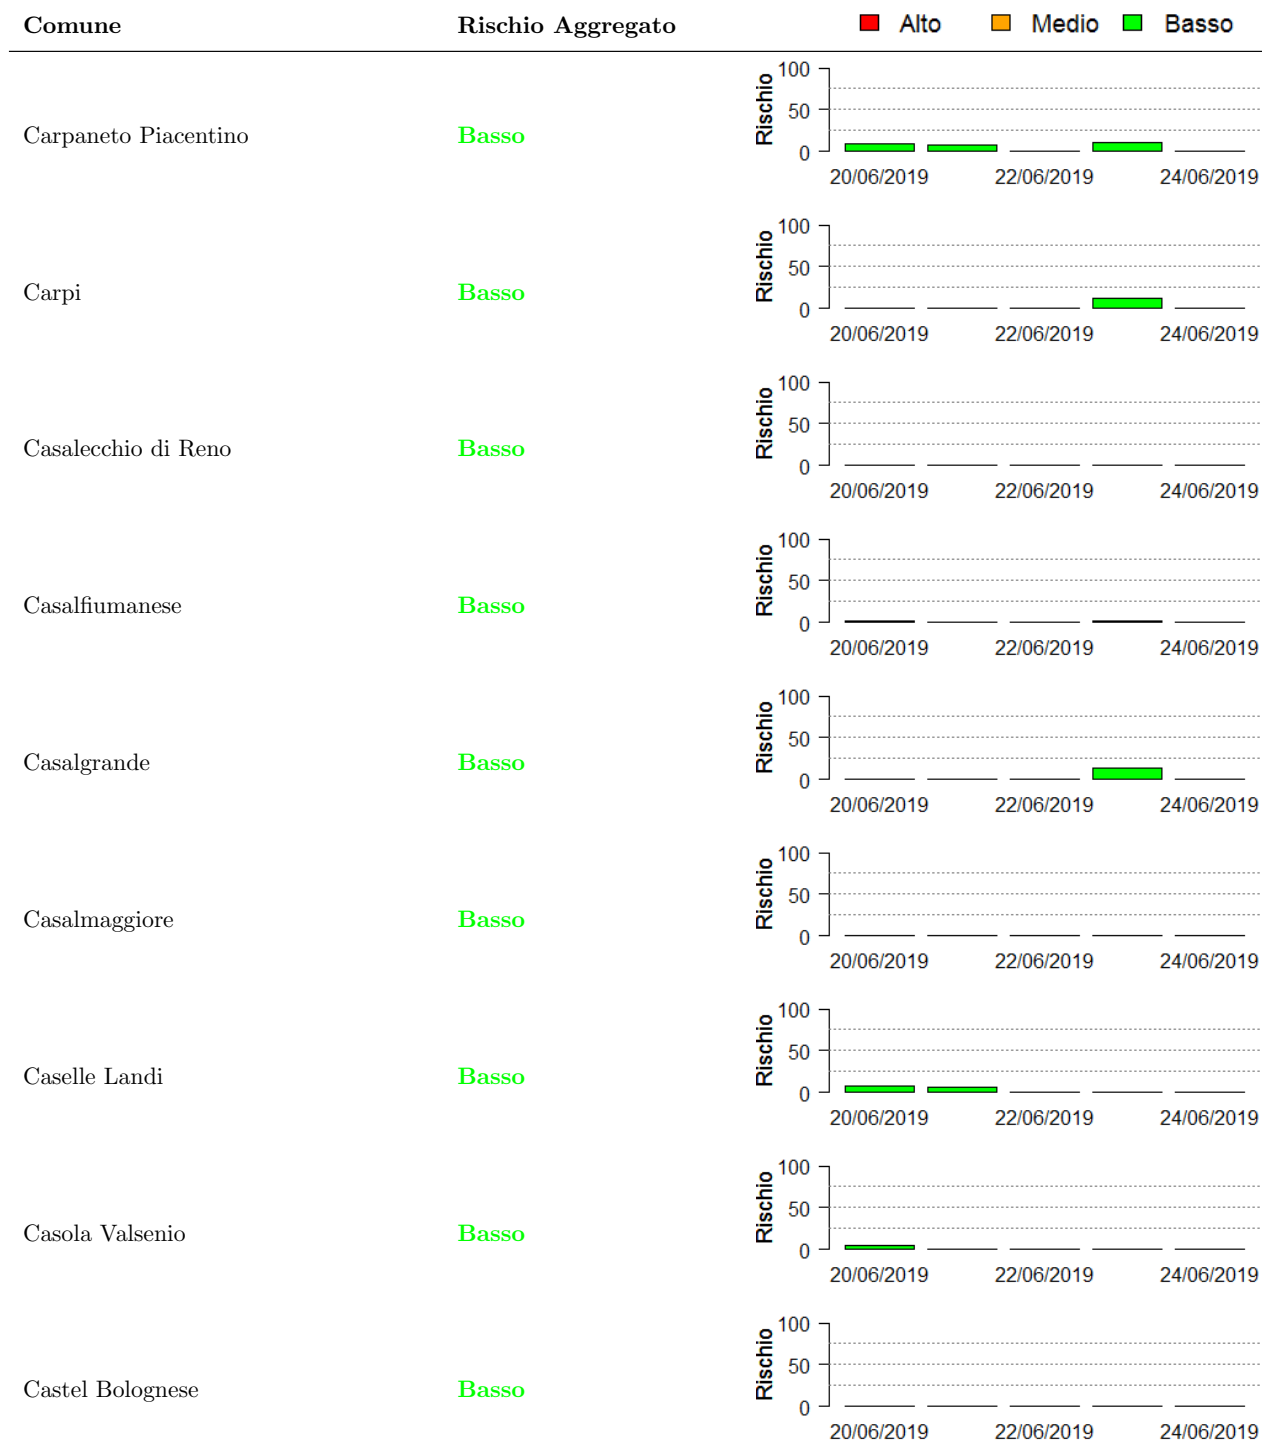 Comune Rischio Aggregato Alto Medio Basso
Carpaneto Piacentino Basso
Rischio
100
50
0
20/06/2019 22/06/2019 24/06/2019
Carpi Basso
Rischio
100
50
0
20/06/2019 22/06/2019 24/06/2019
Casalecchio di Reno Basso
Rischio
100
50
0
20/06/2019 22/06/2019 24/06/2019
Casalfiumanese Basso
Rischio
100
50
0
20/06/2019 22/06/2019 24/06/2019
Casalgrande Basso
Rischio
100
50
0
20/06/2019 22/06/2019 24/06/2019
Casalmaggiore Basso
Rischio
100
50
0
20/06/2019 22/06/2019 24/06/2019
Caselle Landi Basso
Rischio
100
50
0
20/06/2019 22/06/2019 24/06/2019
Casola Valsenio Basso
Rischio
100
50
0
20/06/2019 22/06/2019 24/06/2019
Castel Bolognese Basso
Rischio
100
50
0
20/06/2019 22/06/2019 24/06/2019